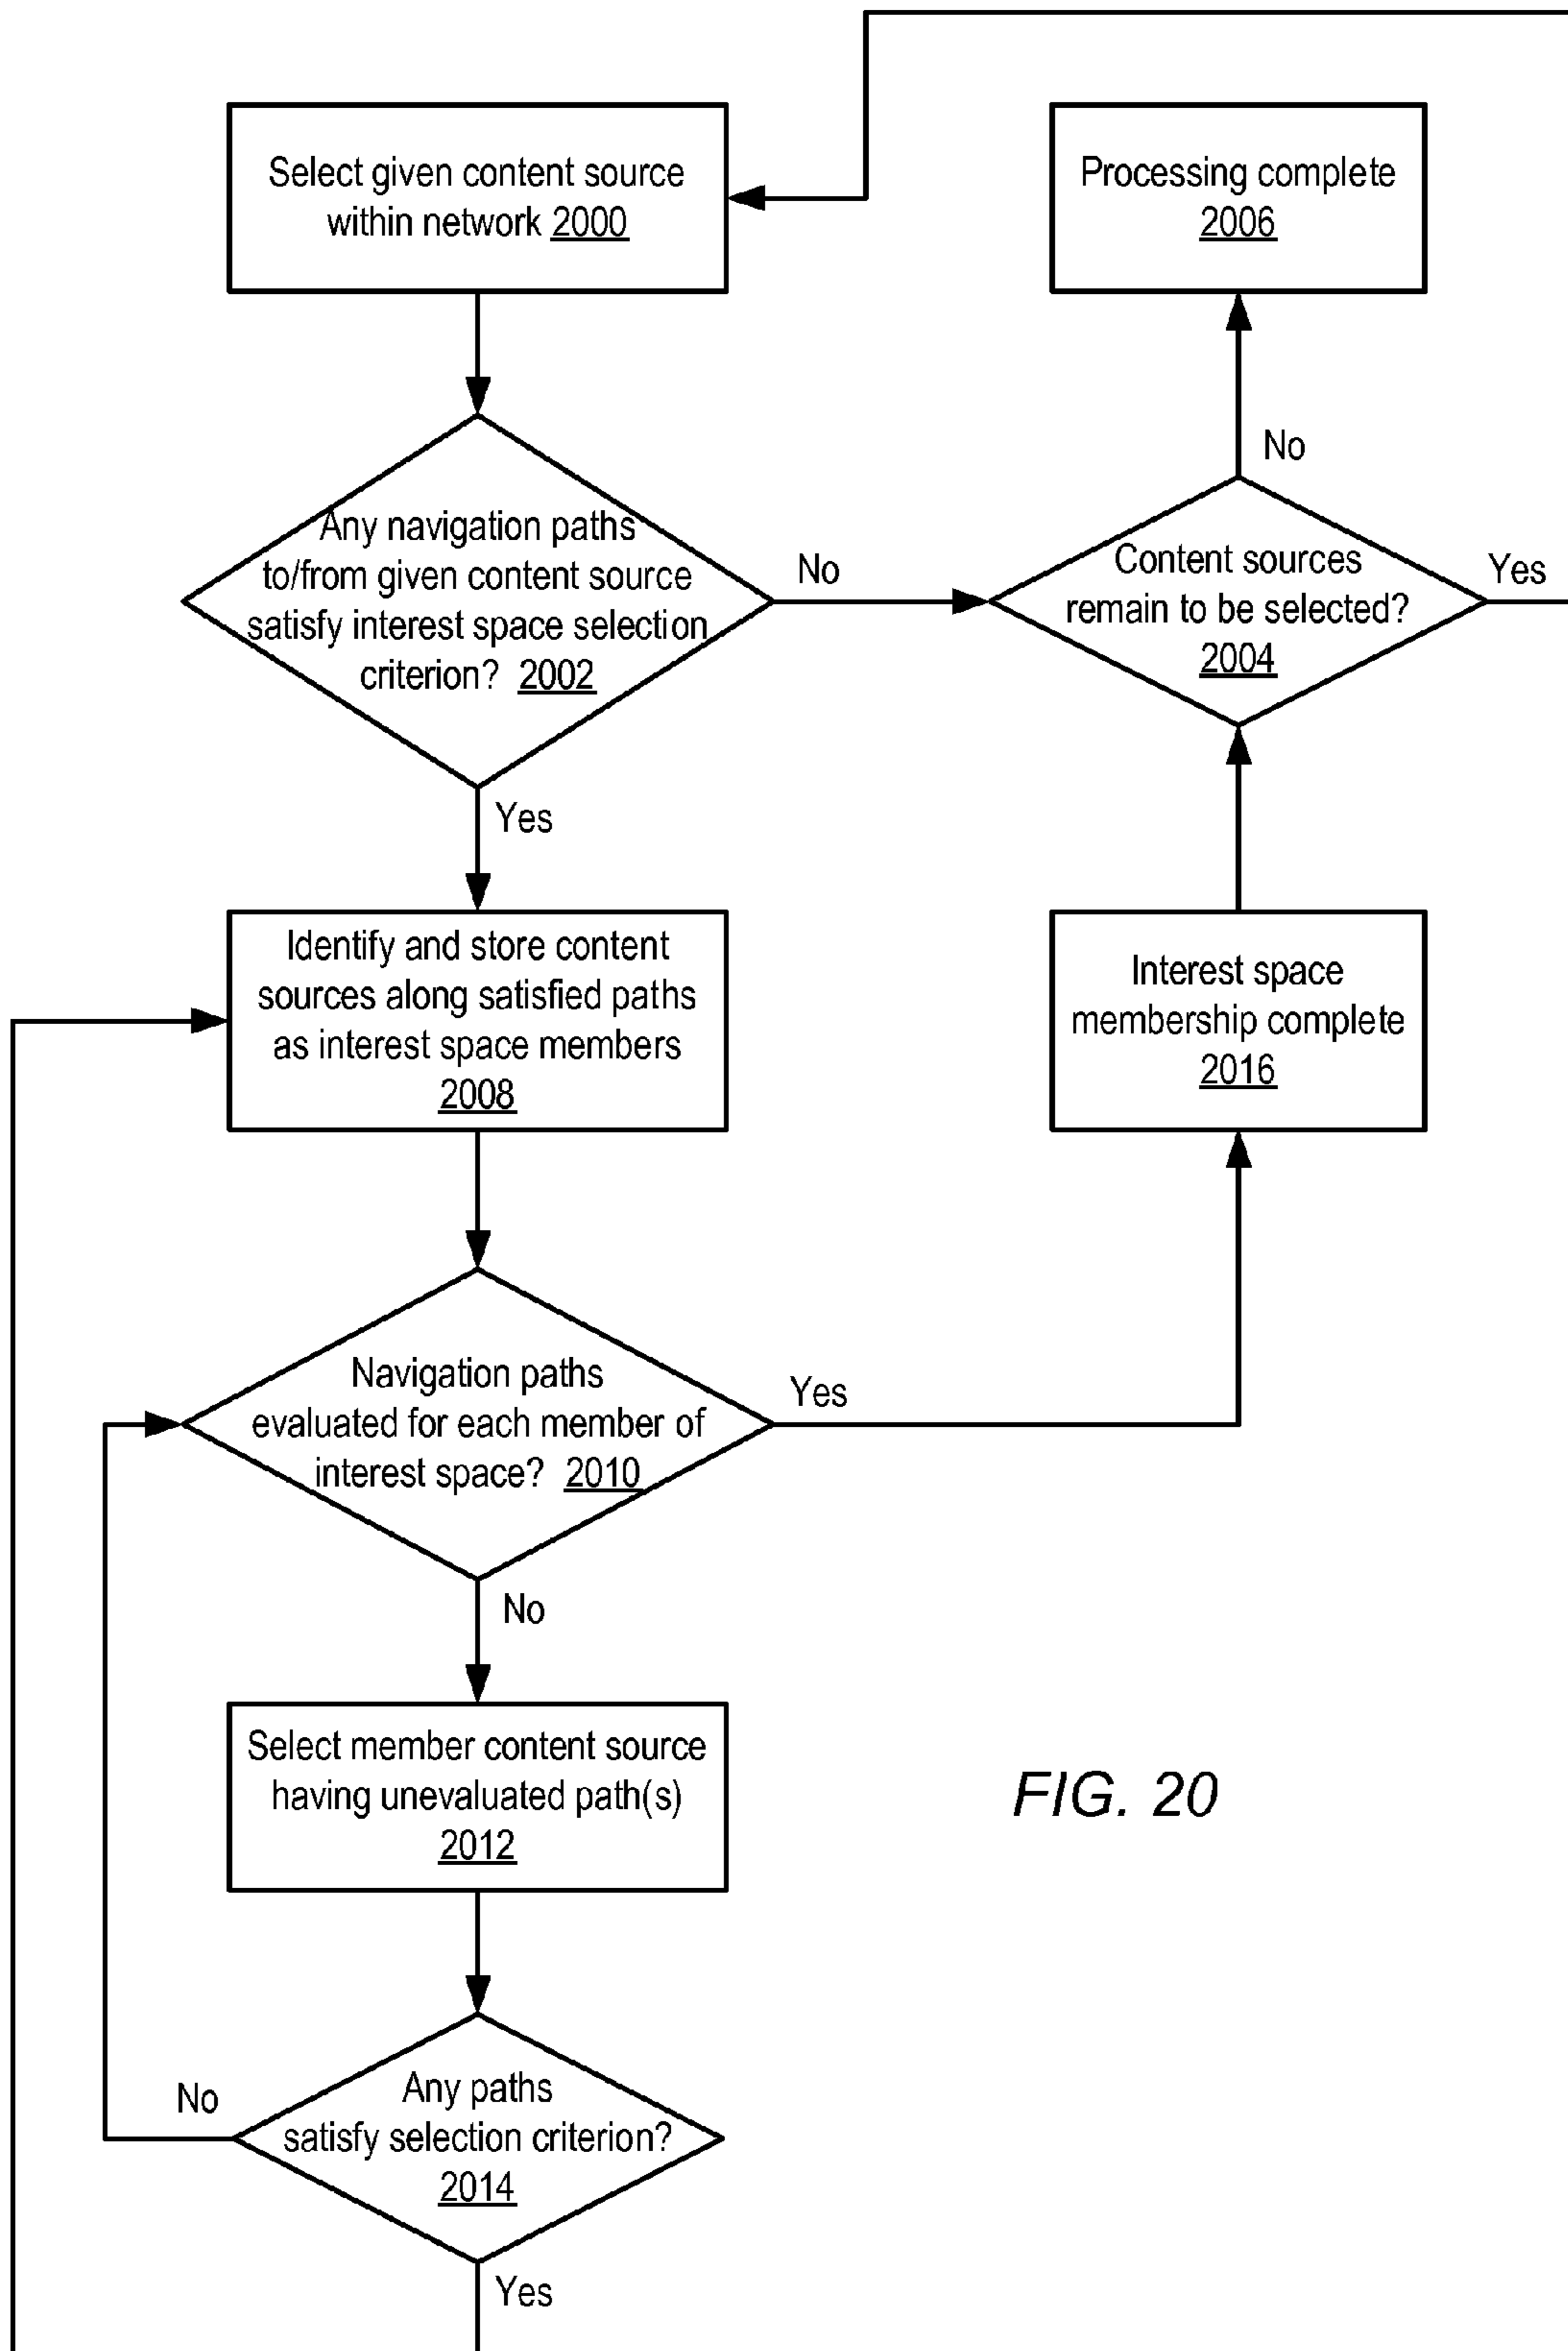 Select given content source
within network 2000
Processing complete
2006
No
Any navigation paths
to/from given content source
satisfy interest space selection
criterion? 2002
No
Content sources
remain to be selected?
2004
Yes
Yes
Identify and store content
sources along satisfied paths
as interest space members
2008
Interest space
membership complete
2016
Navigation paths
evaluated for each member of
interest space? 2010
Yes
No
Select member content source
having unevaluated path(s)
2012
FIG. 20
No
Any paths
satisfy selection criterion?
2014
Yes